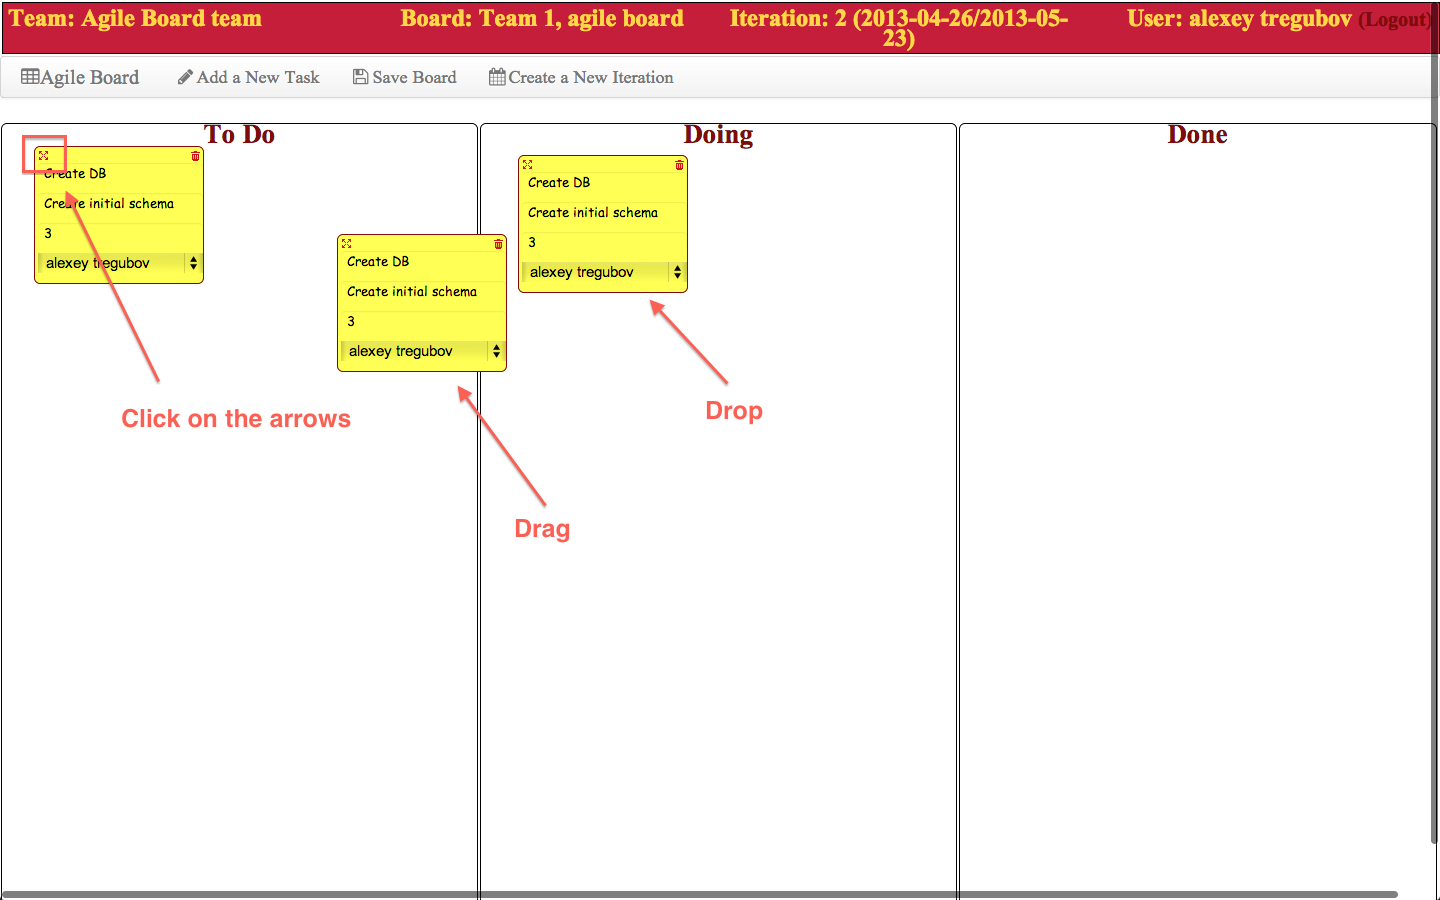 Team: Agile Board team
Board: Team 1, agile board
Iteration: 2 (2013-04-26/2013-05-
23)
User: alexey tregubov (Logout)
Agile Board
Add a New Task
Save Board
Create a New Iteration
To Do
Create DB
Create initial schema
3
alexey tregubov
Click on the arrows
Create DB
Create initial schema
3
alexey tregubov
Drag
Doing
Create DB
Create initial schema
3
alexey tregubov
Drop
Done